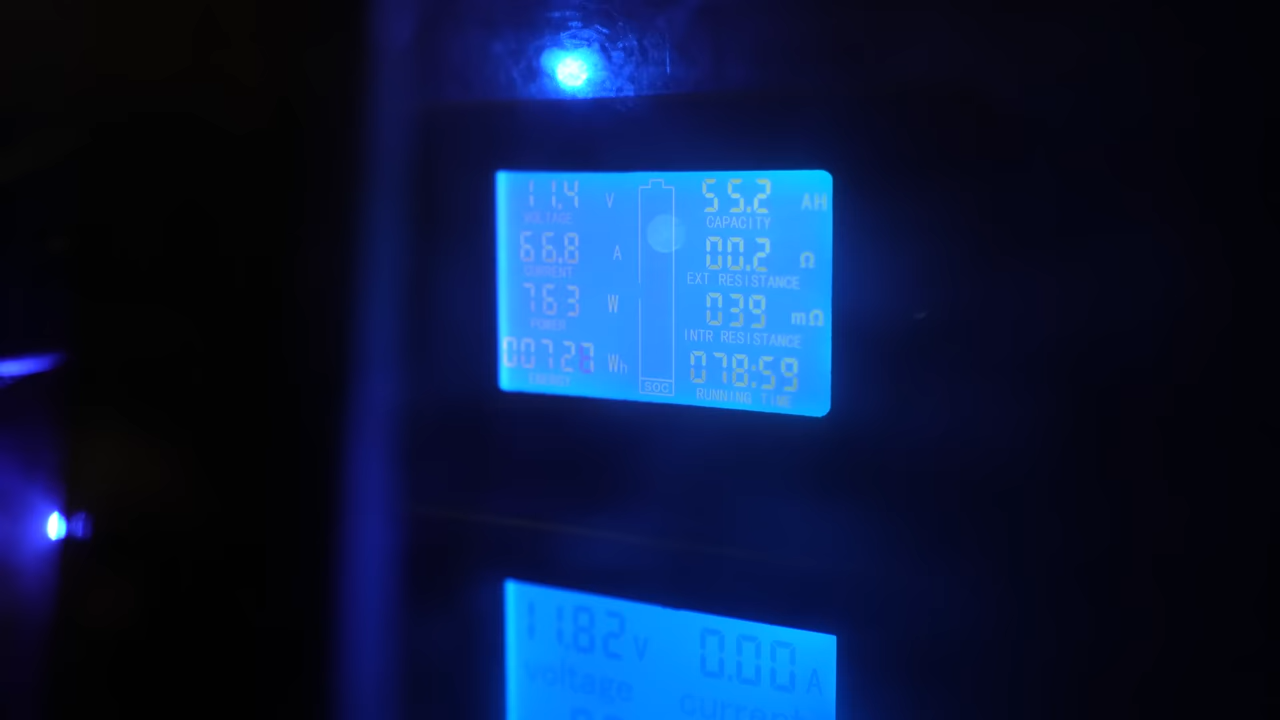 11.4 V 55.2 AH
VOLTAGE CAPACITY
66.8 A 00.2 Ω
CURRENT EXT RESISTANCE
763 W 039 mΩ
POWER INTR RESISTANCE
Wh 078:59
ENERGY SOC RUNNING TIME
11.82 V 0.00 A
voltage current